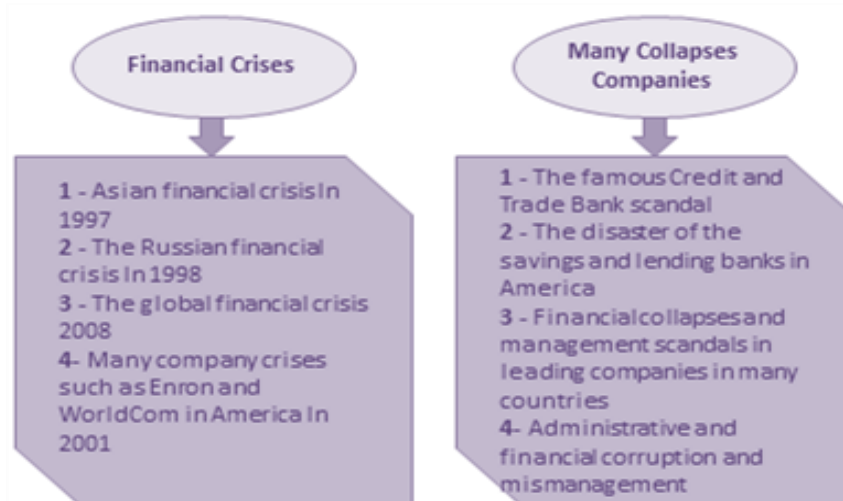 Financial Crises
1 - Asian financial crisis In
1997
2 - The Russian financial
crisis In 1998
3 - The global financial crisis
2008
4- Many company crises
such as Enron and
WorldCom in America In
2001
Many Collapses
Companies
1 - The famous Credit and
Trade Bank scandal
2 - The disaster of the
savings and lending banks in
America
3 - Financial collapses and
management scandals in
leading companies in many
countries
4- Administrative and
financial corruption and
mismanagement